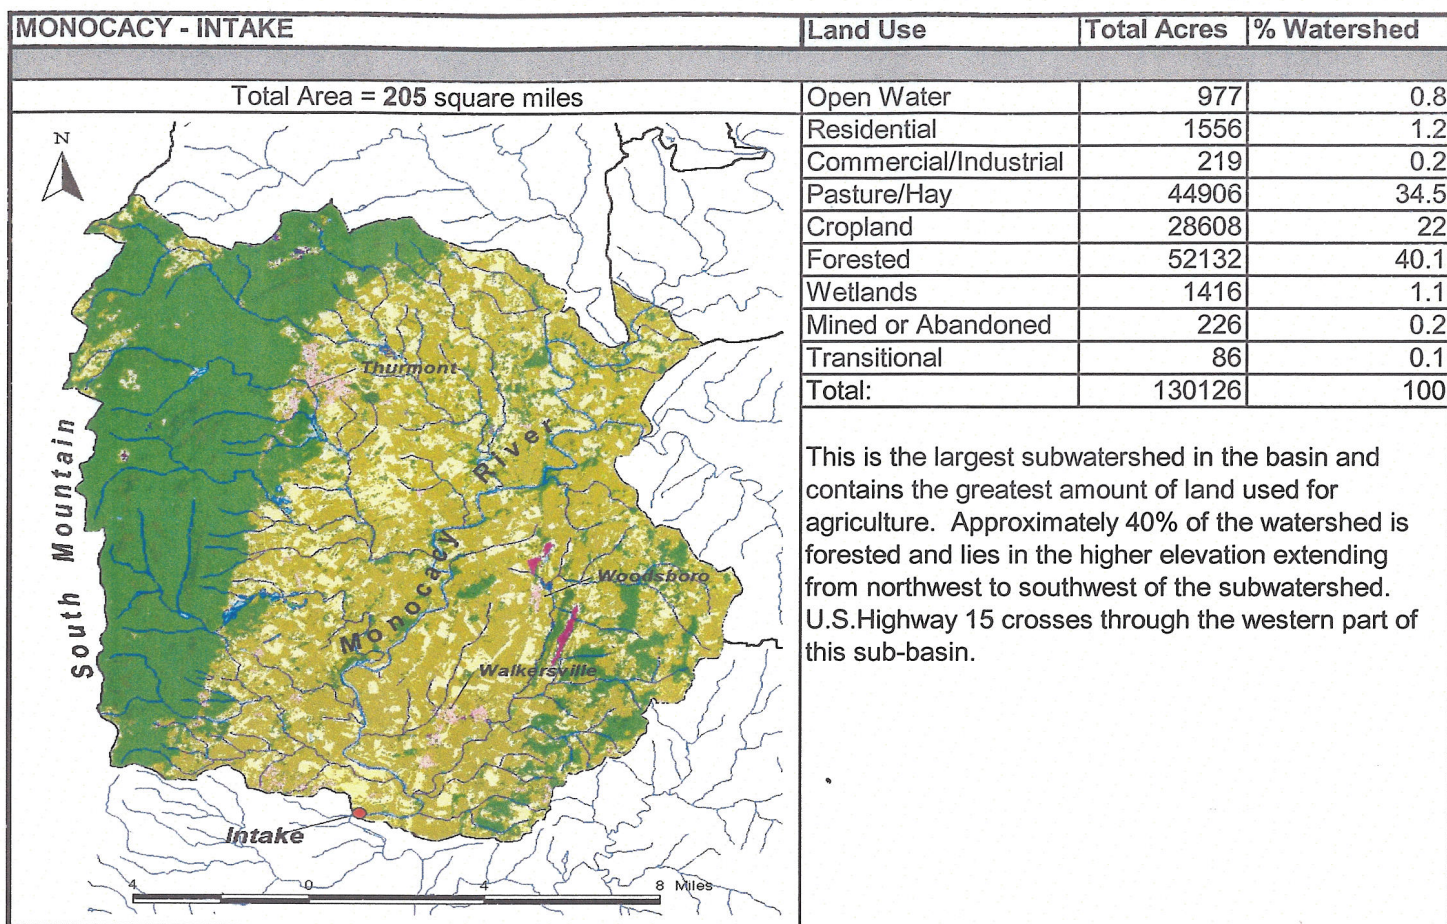 MONOCACY - INTAKE
Land Use Total Acres % Watershed
Total Area = 205 square miles
Open Water 977 0.8
Residential 1556 1.2
Commercial/Industrial 219 0.2
Pasture/Hay 44906 34.5
Cropland 28608 22
Forested 52132 40.1
Wetlands 1416 1.1
Mined or Abandoned 226 0.2
Transitional 86 0.1
Total: 130126 100
N
Thurmont
South Mountain
Monocacy River
Woodsboro
Walkersville
Intake
4 0 4 8 Miles
This is the largest subwatershed in the basin and
contains the greatest amount of land used for
agriculture. Approximately 40% of the watershed is
forested and lies in the higher elevation extending
from northwest to southwest of the subwatershed.
U.S.Highway 15 crosses through the western part of
this sub-basin.